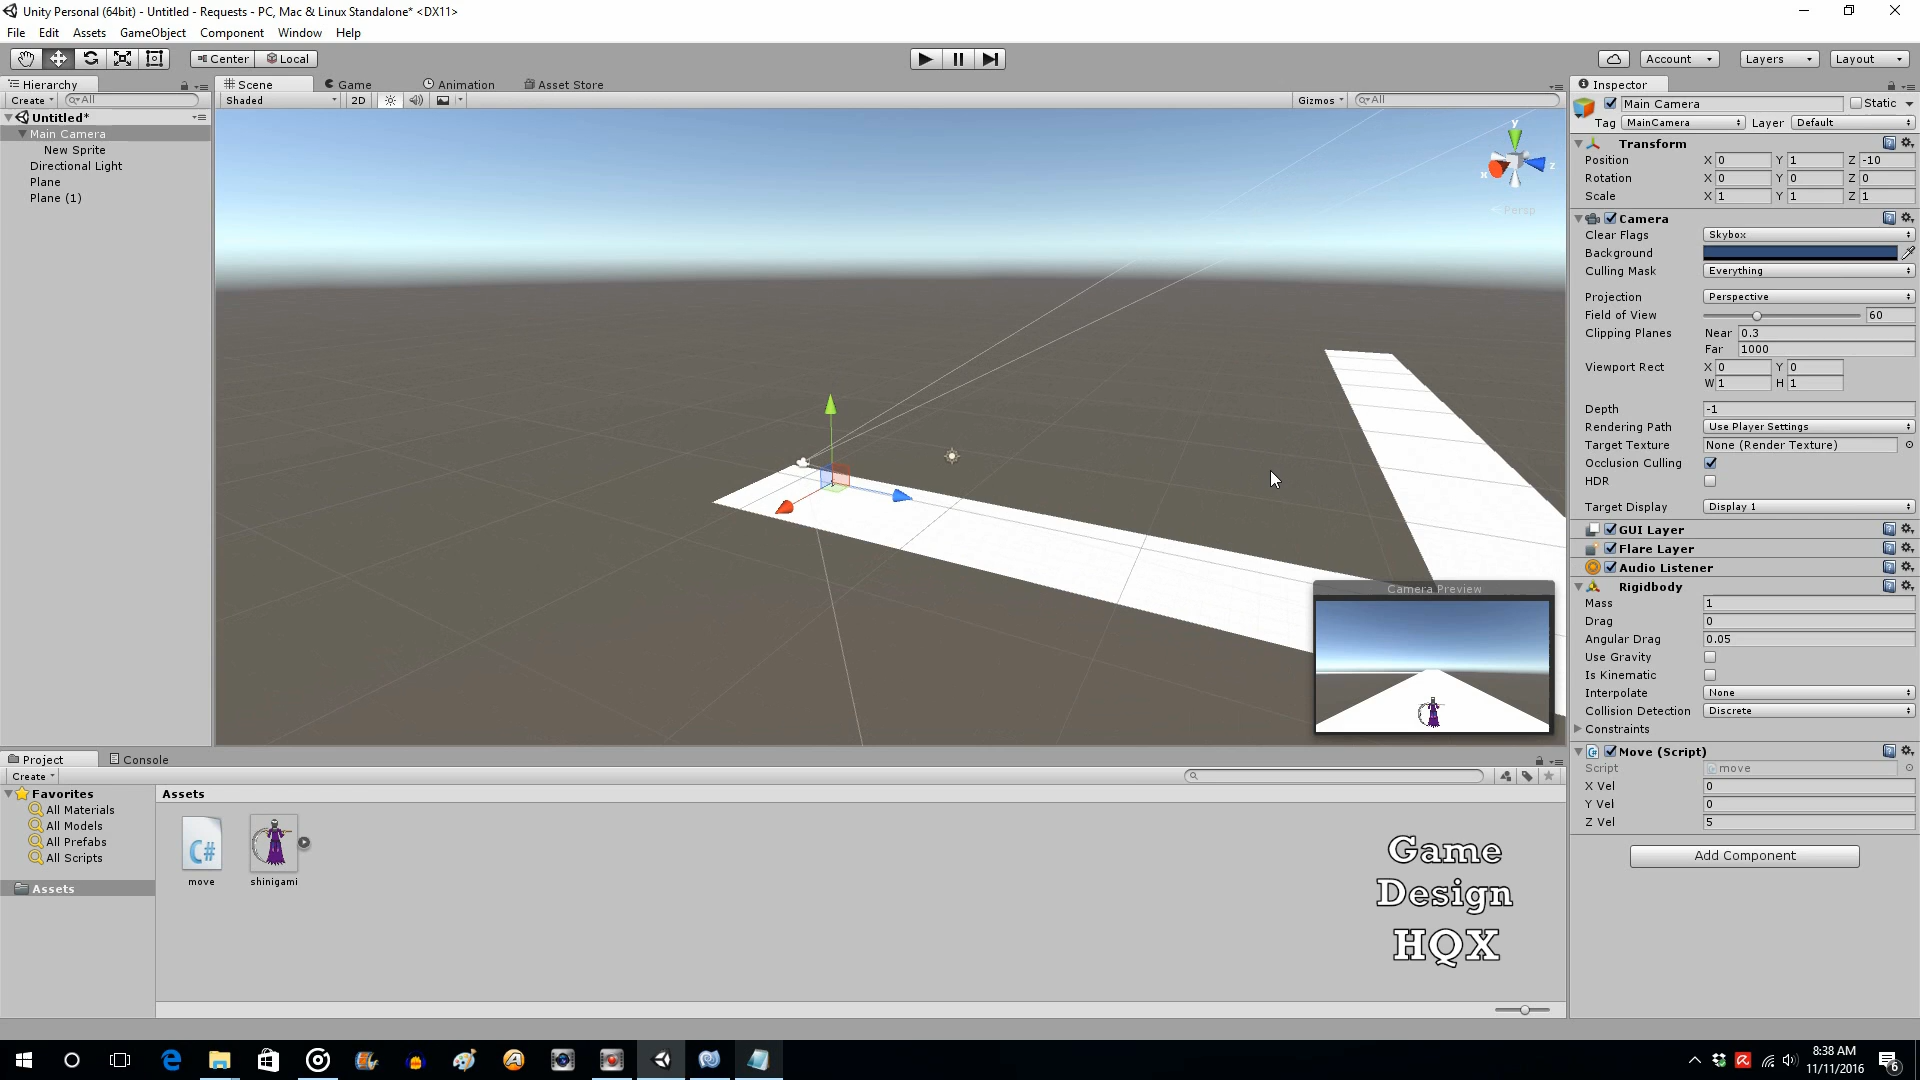 Unity Personal (64bit) - Untitled - Requests - PC, Mac & Linux Standalone* <DX11>
File Edit Assets GameObject Component Window Help
Center Local
Account Layers Layout
Hierarchy
Create All
Untitled*
Main Camera
New Sprite
Directional Light
Plane
Plane (1)
Scene Game Animation Asset Store
Shaded 2D Gizmos All
y
x
z
Persp
Camera Preview
Inspector
Main Camera Static
Tag MainCamera Layer Default
Transform
Position X 0 Y 1 Z -10
Rotation X 0 Y 0 Z 0
Scale X 1 Y 1 Z 1
Camera
Clear Flags Skybox
Background
Culling Mask Everything
Projection Perspective
Field of View 60
Clipping Planes Near 0.3
Far 1000
Viewport Rect X 0 Y 0
W 1 H 1
Depth -1
Rendering Path Use Player Settings
Target Texture None (Render Texture)
Occlusion Culling
HDR
Target Display Display 1
GUI Layer
Flare Layer
Audio Listener
Rigidbody
Mass 1
Drag 0
Angular Drag 0.05
Use Gravity
Is Kinematic
Interpolate None
Collision Detection Discrete
Constraints
Move (Script)
Script move
X Vel 0
Y Vel 0
Z Vel 5
Add Component
Project Console
Create
Favorites
All Materials
All Models
All Prefabs
All Scripts
Assets
Assets
C#
move
shinigami
Game
Design
HQX
8:38 AM
11/11/2016
6